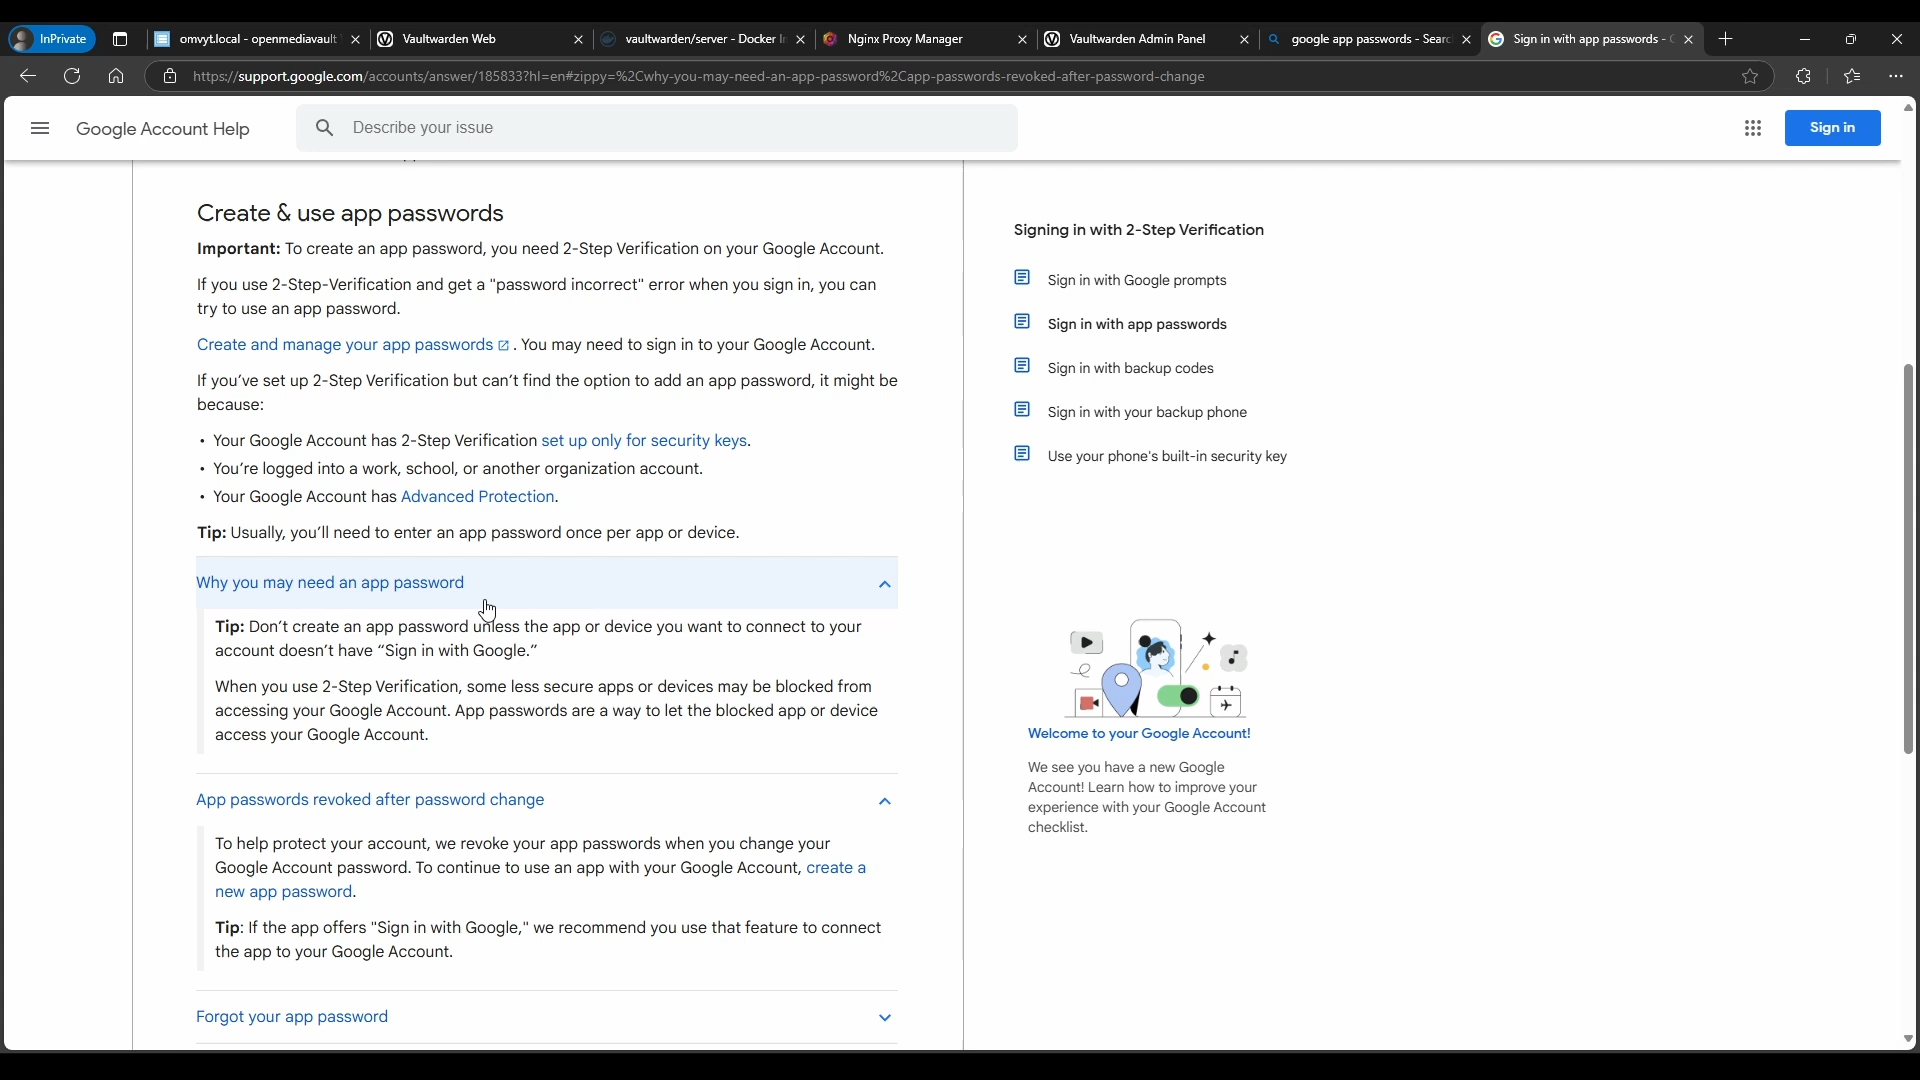 InPrivate
omvyt.local - openmediavault
Vaultwarden Web
vaultwarden/server - Docker
Nginx Proxy Manager
Vaultwarden Admin Panel
google app passwords - Searc
Sign in with app passwords -
https://support.google.com/accounts/answer/185833?hl=en#zippy=%2Cwhy-you-may-need-an-app-password%2Capp-passwords-revoked-after-password-change
Google Account Help
Describe your issue
Sign in
Create & use app passwords
Important: To create an app password, you need 2-Step Verification on your Google Account.
If you use 2-Step-Verification and get a "password incorrect" error when you sign in, you can
try to use an app password.
Create and manage your app passwords. You may need to sign in to your Google Account.
If you've set up 2-Step Verification but can't find the option to add an app password, it might be
because:
• Your Google Account has 2-Step Verification set up only for security keys.
• You're logged into a work, school, or another organization account.
• Your Google Account has Advanced Protection.
Tip: Usually, you'll need to enter an app password once per app or device.
Why you may need an app password
Tip: Don't create an app password unless the app or device you want to connect to your
account doesn't have “Sign in with Google.”
When you use 2-Step Verification, some less secure apps or devices may be blocked from
accessing your Google Account. App passwords are a way to let the blocked app or device
access your Google Account.
App passwords revoked after password change
To help protect your account, we revoke your app passwords when you change your
Google Account password. To continue to use an app with your Google Account, create a
new app password.
Tip: If the app offers "Sign in with Google," we recommend you use that feature to connect
the app to your Google Account.
Forgot your app password
Signing in with 2-Step Verification
Sign in with Google prompts
Sign in with app passwords
Sign in with backup codes
Sign in with your backup phone
Use your phone's built-in security key
Welcome to your Google Account!
We see you have a new Google
Account! Learn how to improve your
experience with your Google Account
checklist.